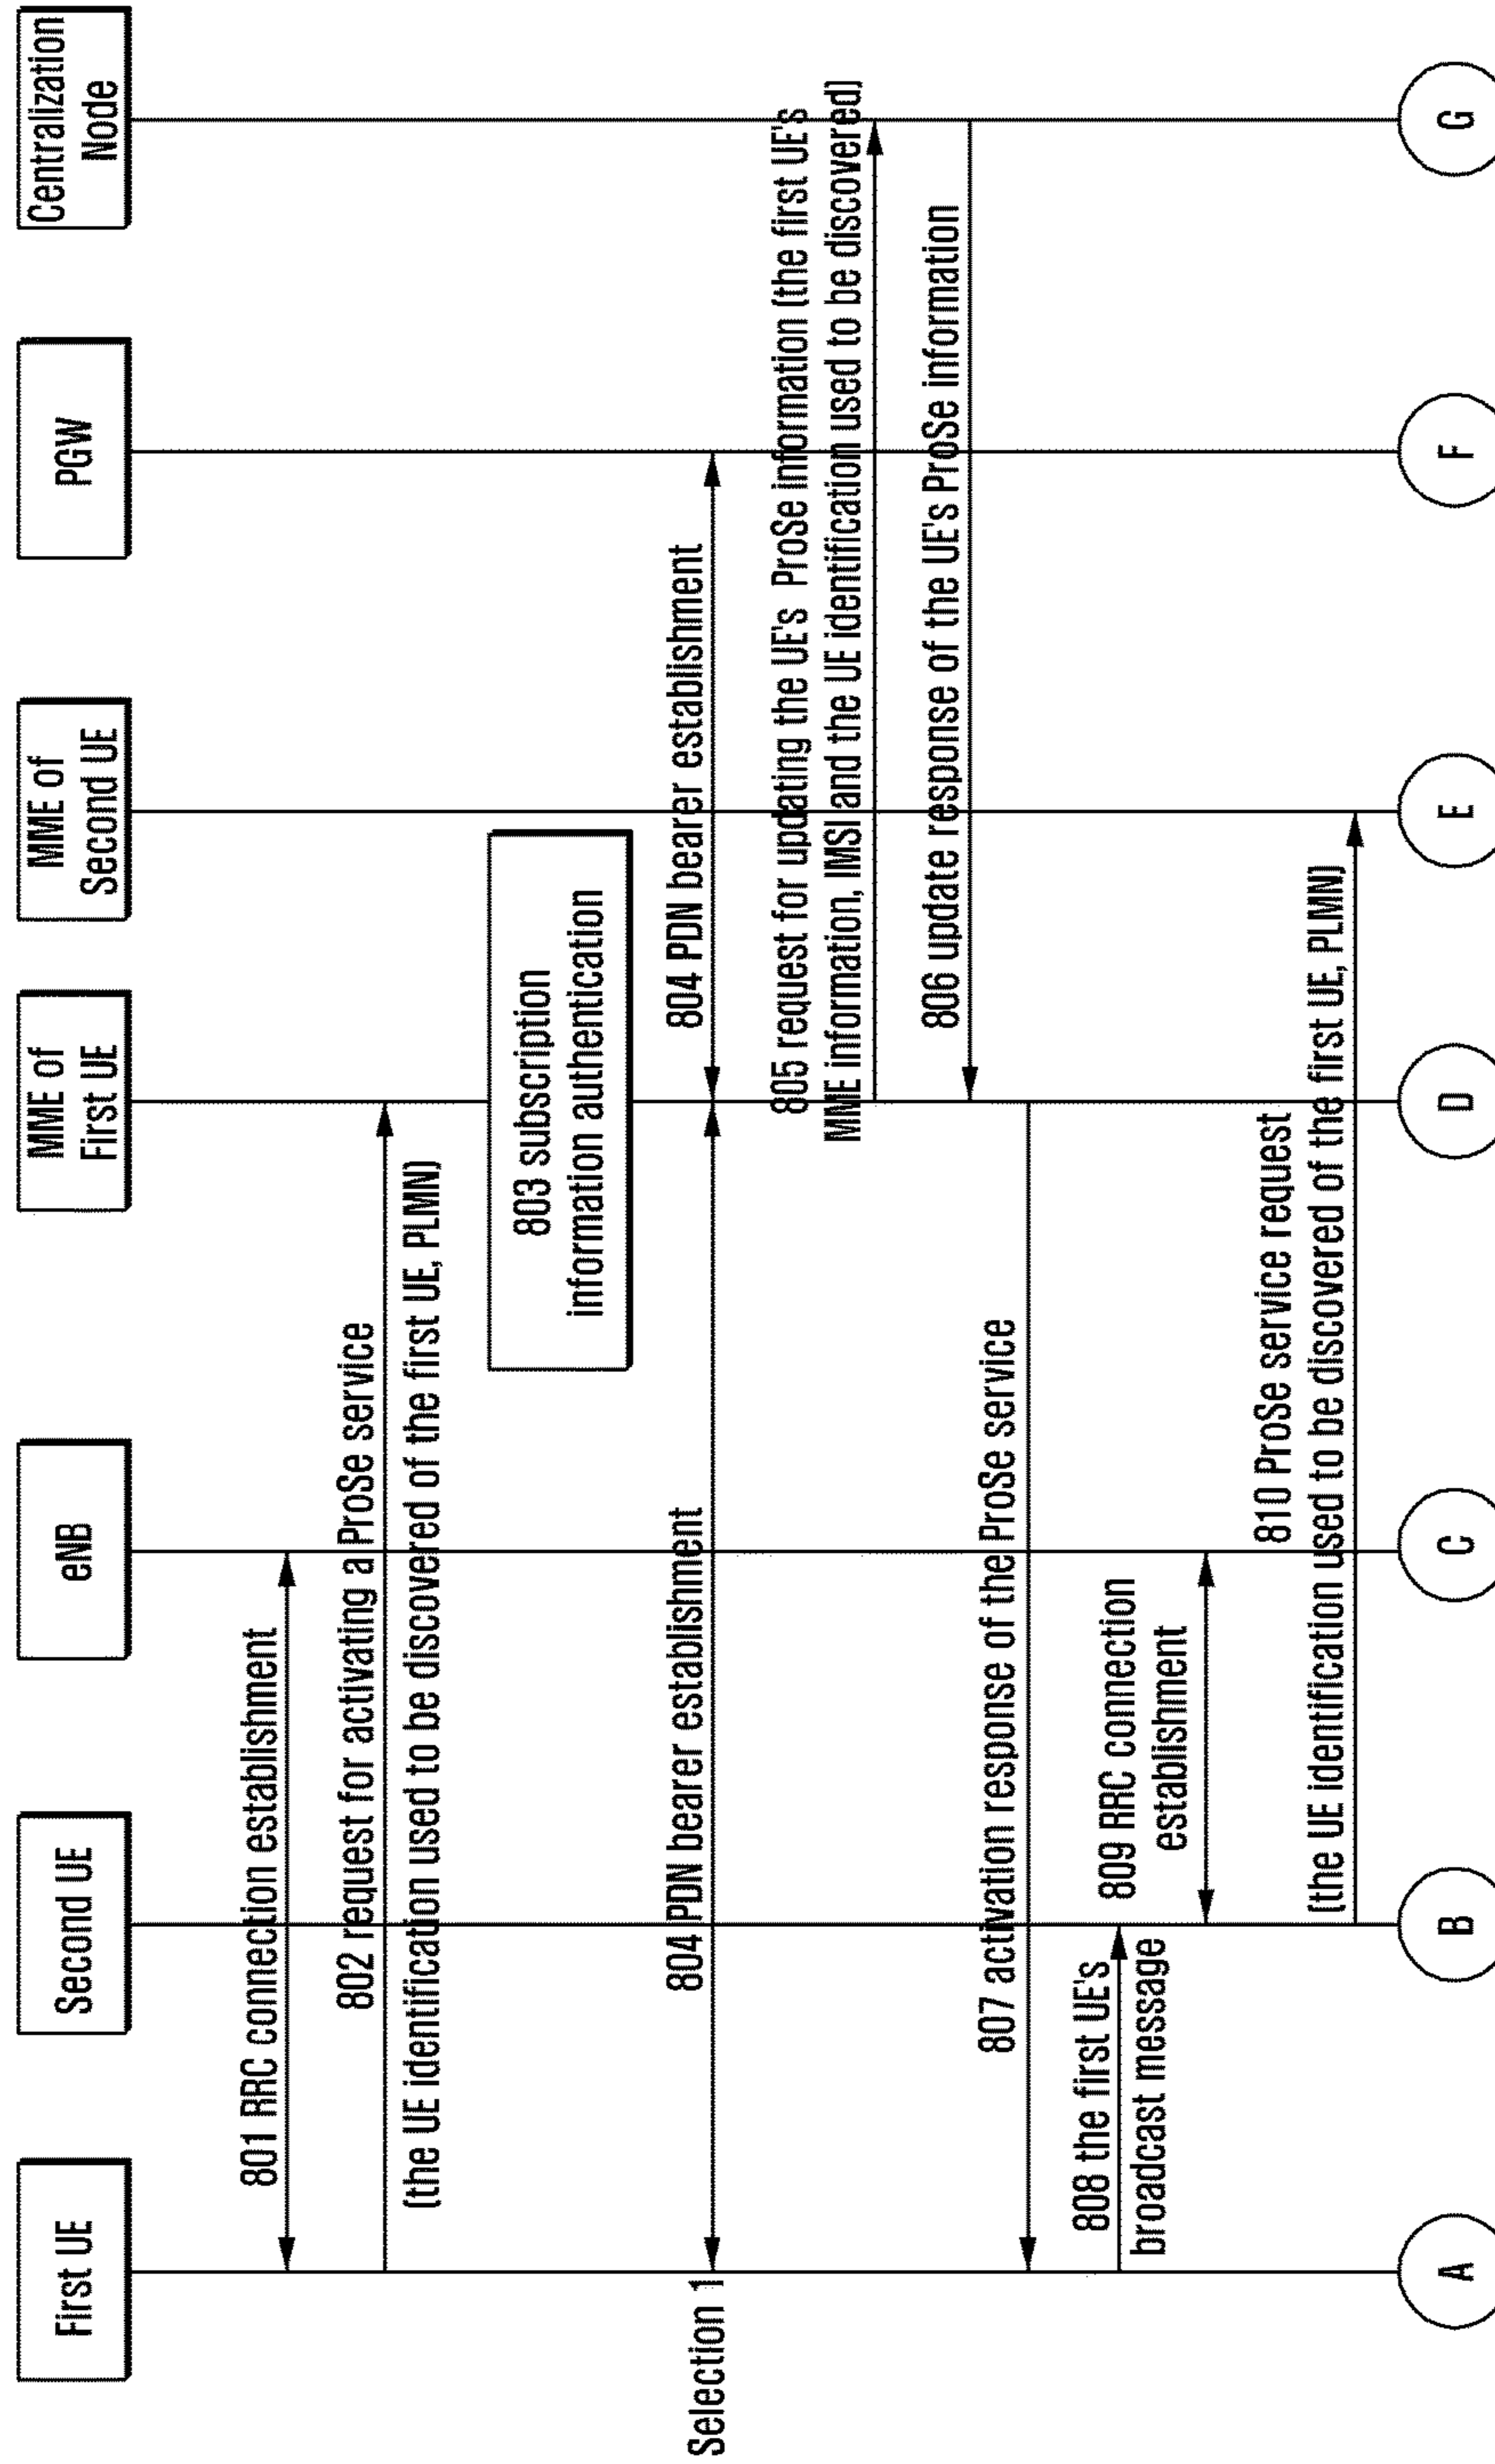 First UE
Second UE
eNB
MME of
First UE
MME of
Second UE
PGW
Centralization
Node
801 RRC connection establishment
802 request for activating a ProSe service
(the UE identification used to be discovered of the first UE, PLMN)
803 subscription
information authentication
Selection 1
804 PDN bearer establishment
804 PDN bearer establishment
805 request for updating the UE's ProSe information (the first UE's
MME information, IMSI and the UE identification used to be discovered)
806 update response of the UE's ProSe information
807 activation response of the ProSe service
808 the first UE's
broadcast message
809 RRC connection
establishment
810 ProSe service request
(the UE identification used to be discovered of the first UE, PLMN)
A
B
C
D
E
F
G